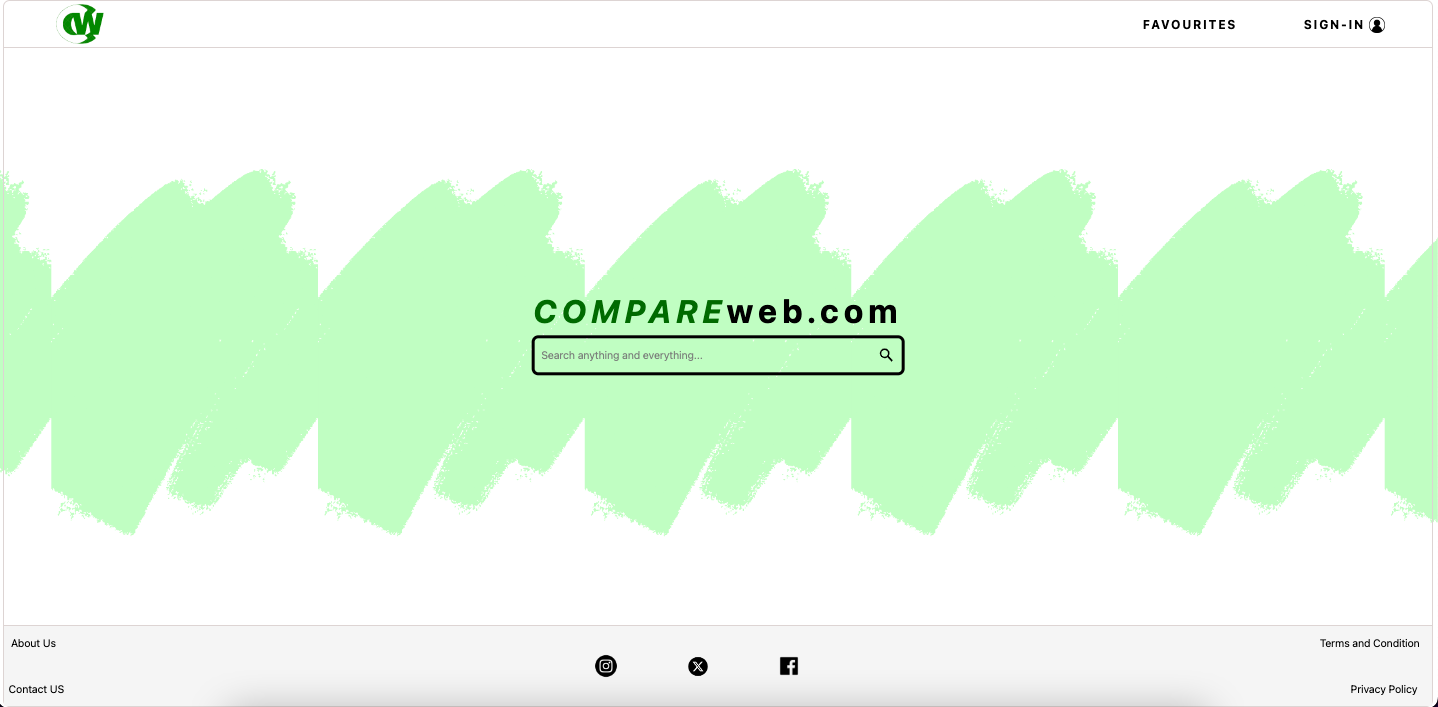 CW
FAVOURITES
SIGN-IN
COMPAREweb.com
Search anything and everything...
About Us
Terms and Condition
Contact US
Privacy Policy